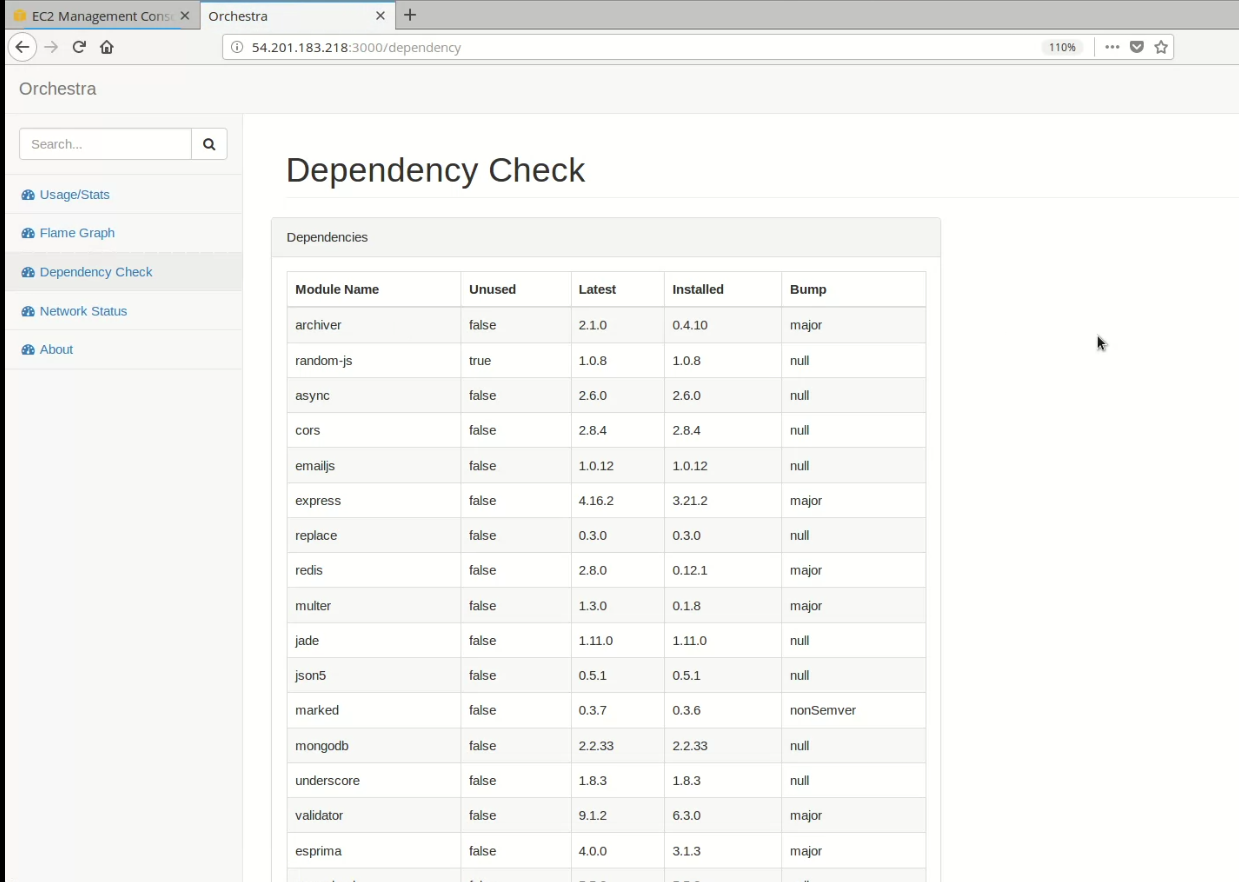 EC2 Management Cons
Orchestra
54.201.183.218:3000/dependency
110%
Orchestra
Search...
Usage/Stats
Flame Graph
Dependency Check
Network Status
About
Dependency Check
Dependencies
Module Name Unused Latest Installed Bump
archiver false 2.1.0 0.4.10 major
random-js true 1.0.8 1.0.8 null
async false 2.6.0 2.6.0 null
cors false 2.8.4 2.8.4 null
emailjs false 1.0.12 1.0.12 null
express false 4.16.2 3.21.2 major
replace false 0.3.0 0.3.0 null
redis false 2.8.0 0.12.1 major
multer false 1.3.0 0.1.8 major
jade false 1.11.0 1.11.0 null
json5 false 0.5.1 0.5.1 null
marked false 0.3.7 0.3.6 nonSemver
mongodb false 2.2.33 2.2.33 null
underscore false 1.8.3 1.8.3 null
validator false 9.1.2 6.3.0 major
esprima false 4.0.0 3.1.3 major